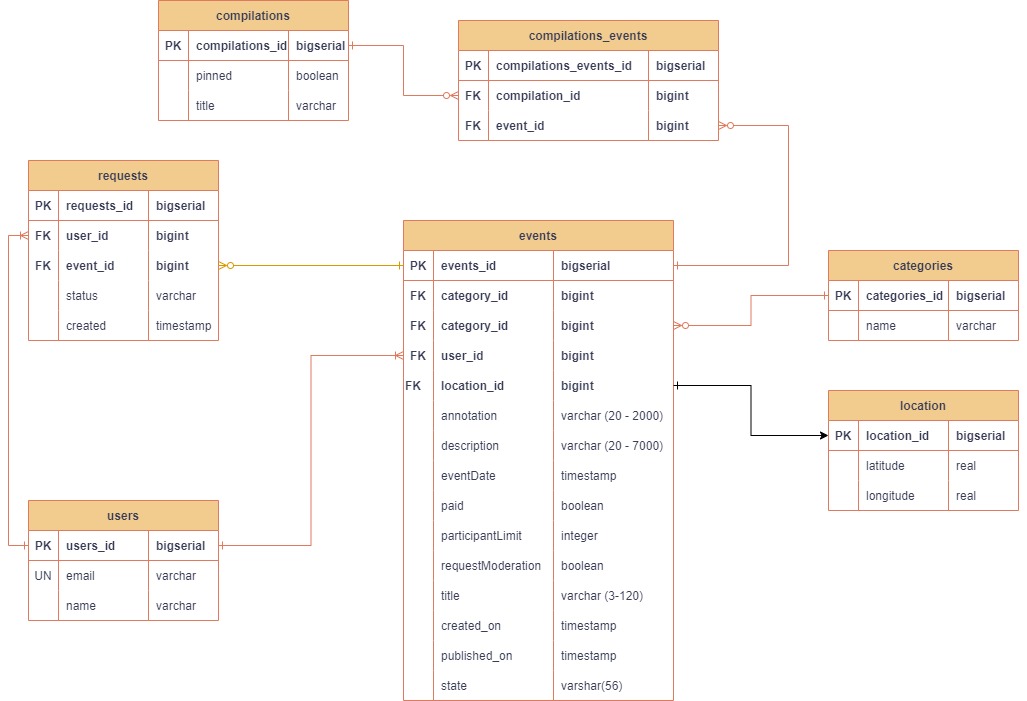 compilations
PK compilations_id bigserial
pinned boolean
title varchar
compilations_events
PK compilations_events_id bigserial
FK compilation_id bigint
FK event_id bigint
requests
PK requests_id bigserial
FK user_id bigint
FK event_id bigint
status varchar
created timestamp
events
PK events_id bigserial
FK category_id bigint
FK category_id bigint
FK user_id bigint
FK location_id bigint
annotation varchar (20 - 2000)
description varchar (20 - 7000)
eventDate timestamp
paid boolean
participantLimit integer
requestModeration boolean
title varchar (3-120)
created_on timestamp
published_on timestamp
state varshar(56)
categories
PK categories_id bigserial
name varchar
location
PK location_id bigserial
latitude real
longitude real
users
PK users_id bigserial
UN email varchar
name varchar